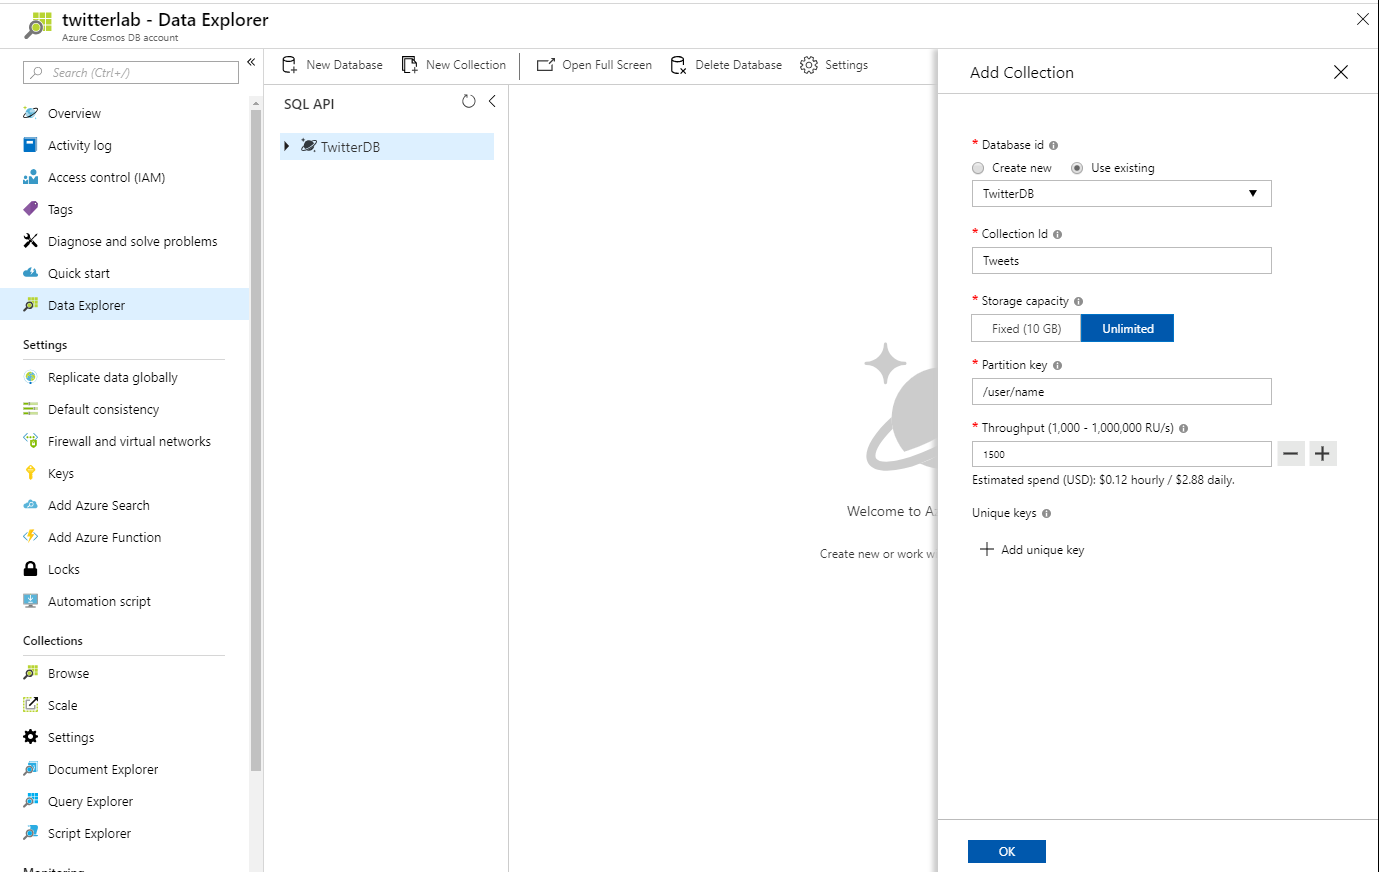 twitterlab - Data Explorer
Azure Cosmos DB account
Search (Ctrl+/)
«
Overview
Activity log
Access control (IAM)
Tags
Diagnose and solve problems
Quick start
Data Explorer
Settings
Replicate data globally
Default consistency
Firewall and virtual networks
Keys
Add Azure Search
Add Azure Function
Locks
Automation script
Collections
Browse
Scale
Settings
Document Explorer
Query Explorer
Script Explorer
Monitoring
New Database
New Collection
Open Full Screen
Delete Database
Settings
SQL API
TwitterDB
Welcome to A
Create new or work w
Add Collection
* Database id
Create new
Use existing
TwitterDB
* Collection Id
Tweets
* Storage capacity
Fixed (10 GB)
Unlimited
* Partition key
/user/name
* Throughput (1,000 - 1,000,000 RU/s)
1500
Estimated spend (USD): $0.12 hourly / $2.88 daily.
Unique keys
Add unique key
OK